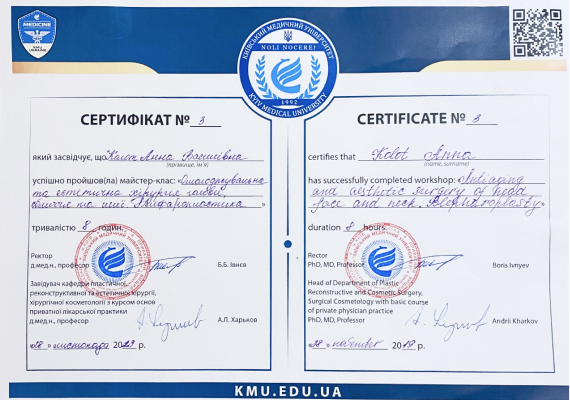 MEDICINE
KMU
UKRAINE
КИЇВСЬКИЙ МЕДИЧНИЙ УНІВЕРСИТЕТ
NOLI NOCERE!
1992
KYIV MEDICAL UNIVERSITY
СЕРТИФІКАТ № 3
який засвідчує, що Анна Василівна
(прізвище, ім'я)
успішно пройшов(ла) майстер-клас: «Омолоджувальна
та естетична хірургія голови
обличчя та шиї. Блефаропластика»
тривалістю 8 годин.
Ректор
д.мед.н., професор
Б.Б. Івнєв
Завідувач кафедри пластичної,
реконструктивної та естетичної хірургії,
хірургічної косметології з курсом основ
приватної лікарської практики
д.м.н., професор
А.Л. Харьков
«28» листопада 2019 р.
CERTIFICATE № 3
certifies that Kolot Anna
(name, surname)
has successfully completed workshop: «Antiaging
and aesthetic surgery of head
face and neck. Blepharoplasty»
duration 8 hours.
Rector
PhD, MD, Professor
Boris Ivnyev
Head of Department of Plastic
Reconstructive and Cosmetic Surgery,
Surgical Cosmetology with basic course
of private physician practice
PhD, MD, Professor
Andrii Kharkov
«28» november 2019 р.
KMU.EDU.UA